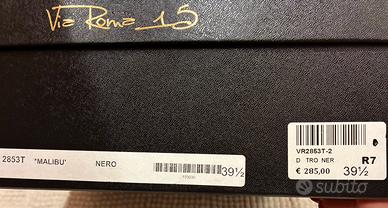 Via Roma 15
2853T "MALIBU' NERO 39½
VR2853T-2
D TRO NER R7
€ 285,00 39½
subito